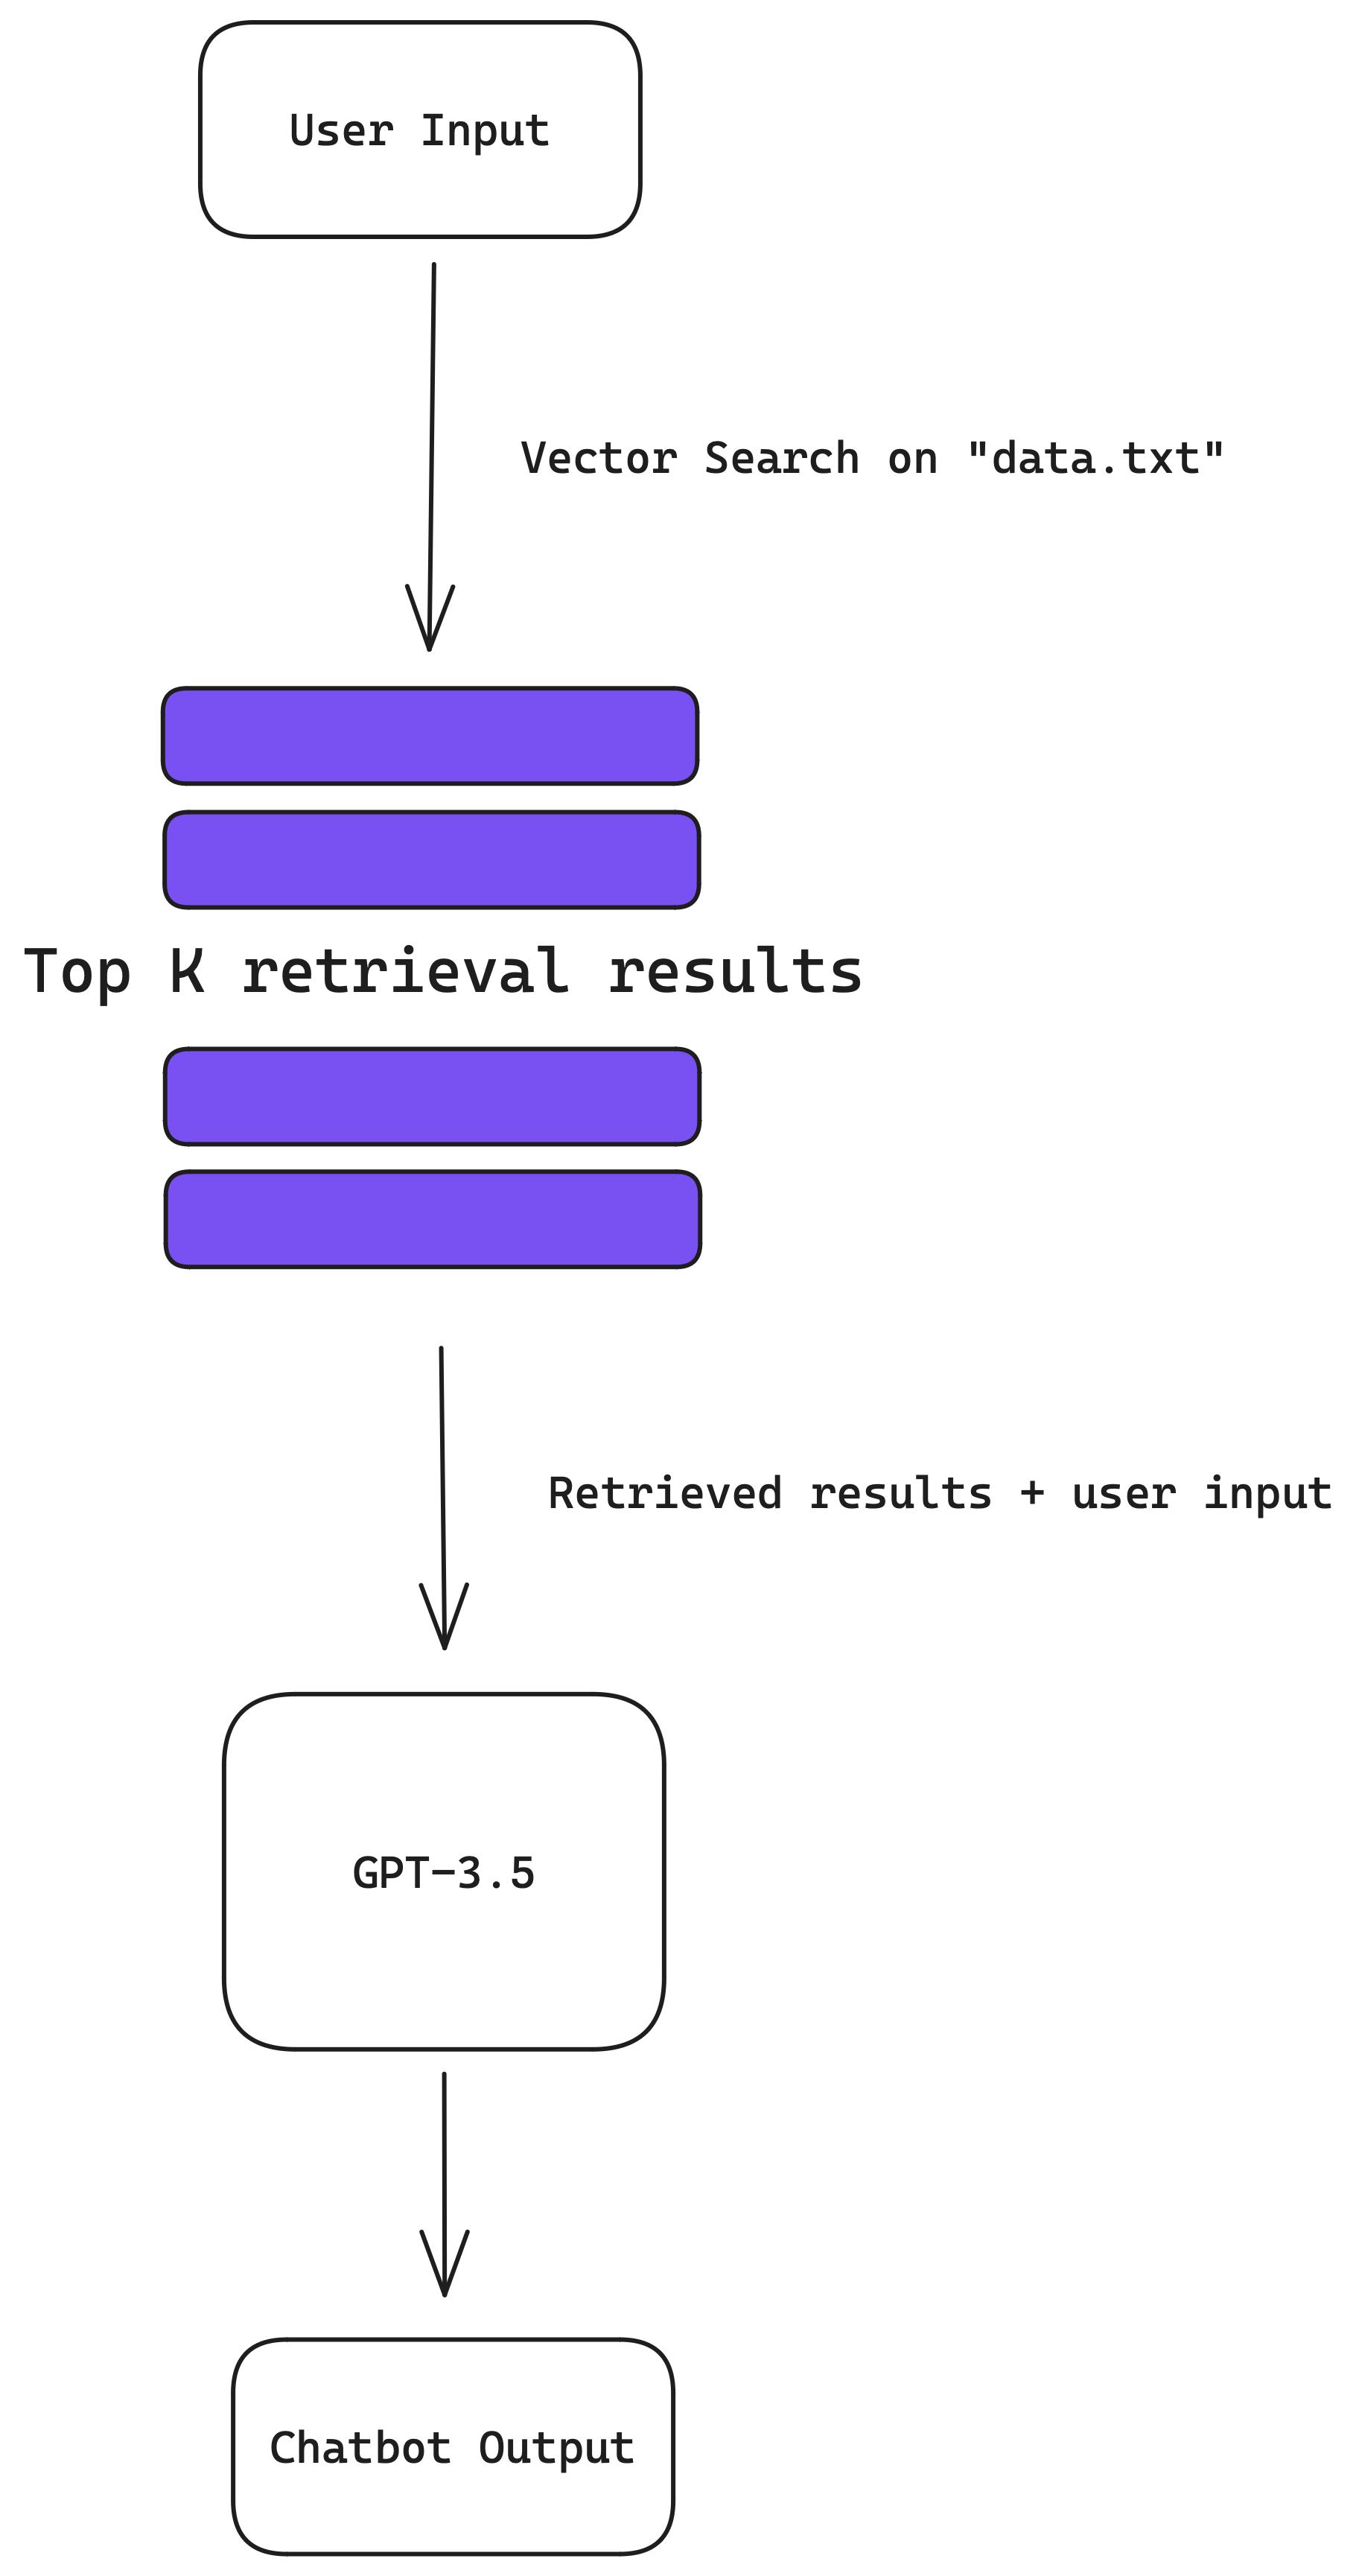 User Input
Vector Search on "data.txt"
Top K retrieval results
Retrieved results + user input
GPT-3.5
Chatbot Output